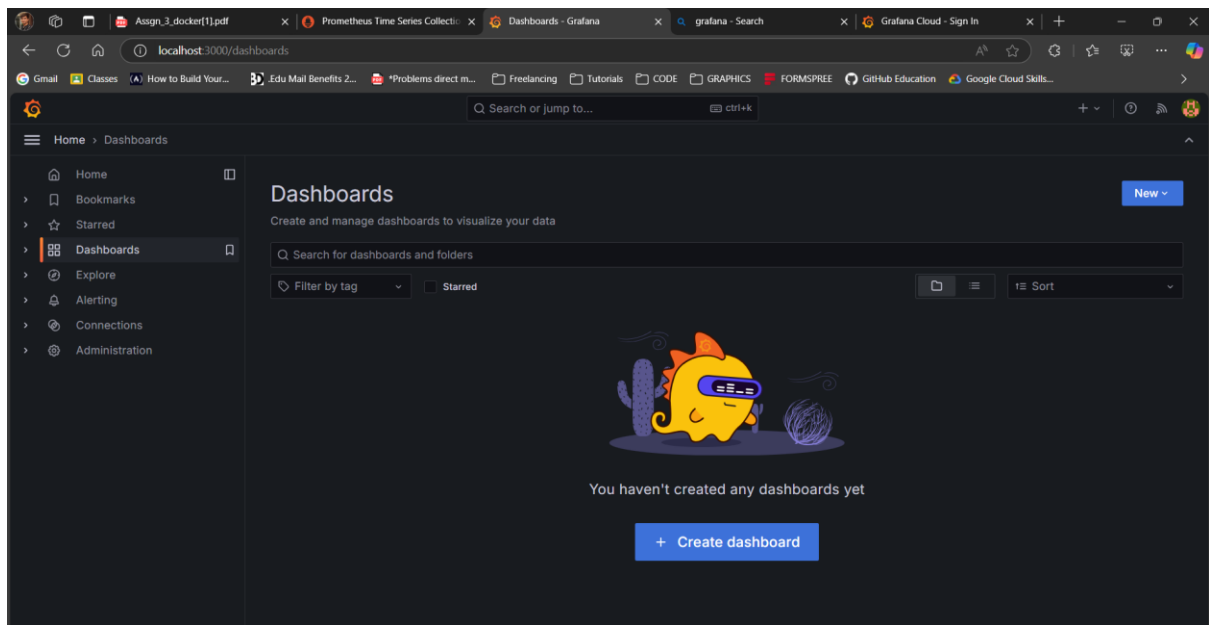 Assgn_3_docker[1].pdf
Prometheus Time Series Collectio
Dashboards - Grafana
grafana - Search
Grafana Cloud - Sign In
localhost:3000/dashboards
Gmail
Classes
How to Build Your...
.Edu Mail Benefits 2...
*Problems direct m...
Freelancing
Tutorials
CODE
GRAPHICS
FORMSPREE
GitHub Education
Google Cloud Skills...
Search or jump to...
ctrl+k
Home > Dashboards
Home
Bookmarks
Starred
Dashboards
Explore
Alerting
Connections
Administration
Dashboards
New
Create and manage dashboards to visualize your data
Search for dashboards and folders
Filter by tag
Starred
Sort
You haven't created any dashboards yet
+ Create dashboard